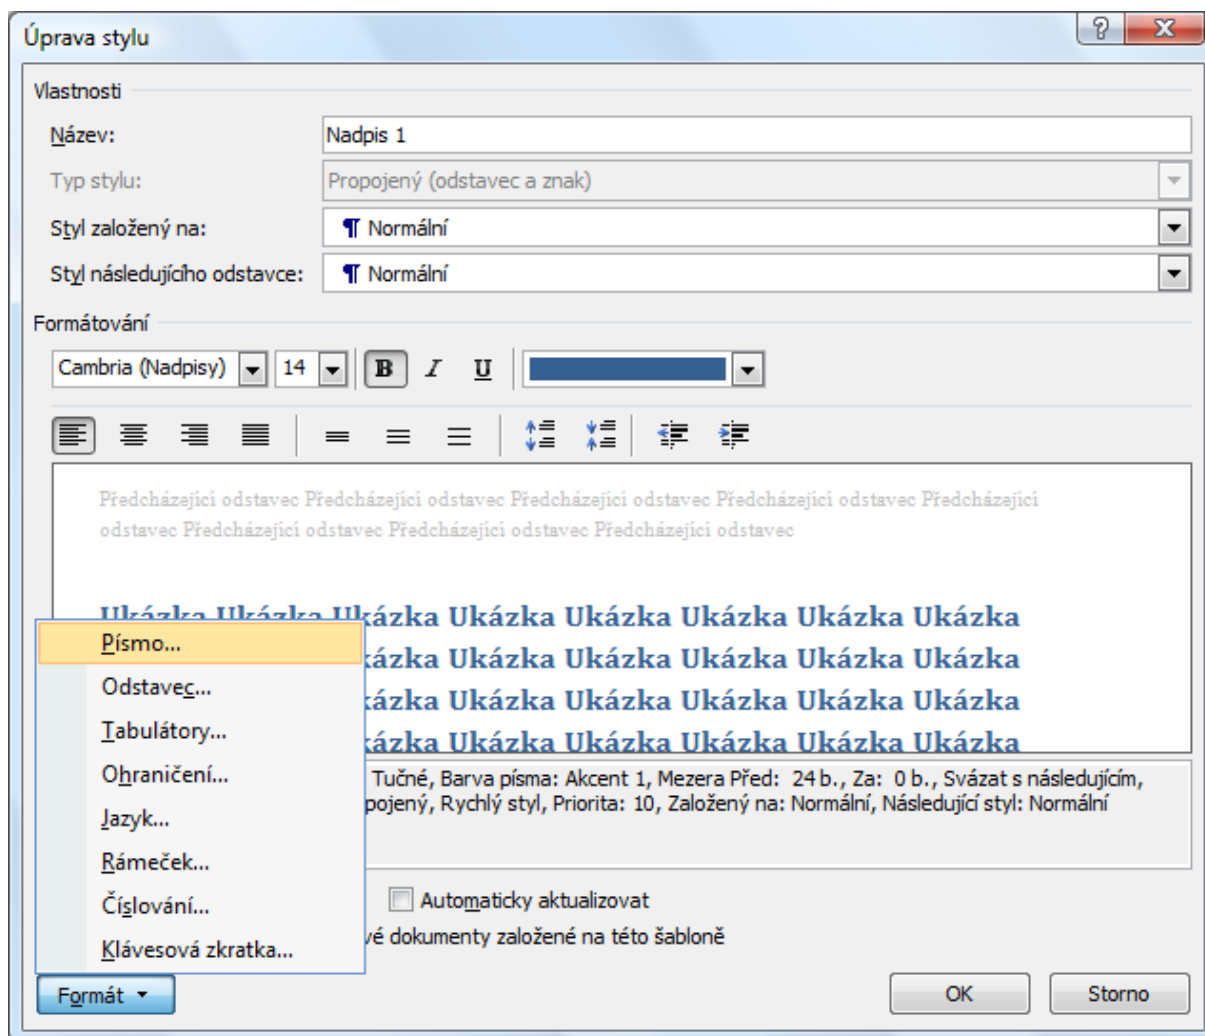 Úprava stylu
Vlastnosti
Název: Nadpis 1
Typ stylu: Propojený (odstavec a znak)
Styl založený na: ¶ Normální
Styl následujícího odstavce: ¶ Normální
Formátování
Cambria (Nadpisy) 14 B I U
Předcházející odstavec Předcházející odstavec Předcházející odstavec Předcházející odstavec Předcházející
odstavec Předcházející odstavec Předcházející odstavec Předcházející odstavec
Ukázka Ukázka Ukázka Ukázka Ukázka Ukázka Ukázka Ukázka
Ukázka Ukázka Ukázka Ukázka Ukázka
Ukázka Ukázka Ukázka Ukázka Ukázka
Ukázka Ukázka Ukázka Ukázka Ukázka
Tučné, Barva písma: Akcent 1, Mezera Před: 24 b., Za: 0 b., Svázat s následujícím,
Rychlý styl, Priorita: 10, Založený na: Normální, Následující styl: Normální
Písmo...
Odstavec...
Tabulátory...
Ohraničení...
Jazyk...
Rámeček...
Číslování...
Klávesová zkratka...
Automaticky aktualizovat
dokumenty založené na této šabloně
Formát OK Storno